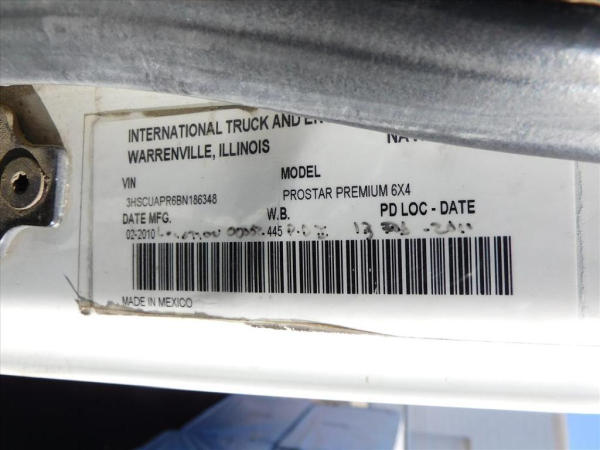 INTERNATIONAL TRUCK AND
WARRENVILLE, ILLINOIS
VIN MODEL
3HSCUAPR6BN186348 PROSTAR PREMIUM 6X4
DATE MFG. W.B. PD LOC - DATE
02-2010 445 13
MADE IN MEXICO